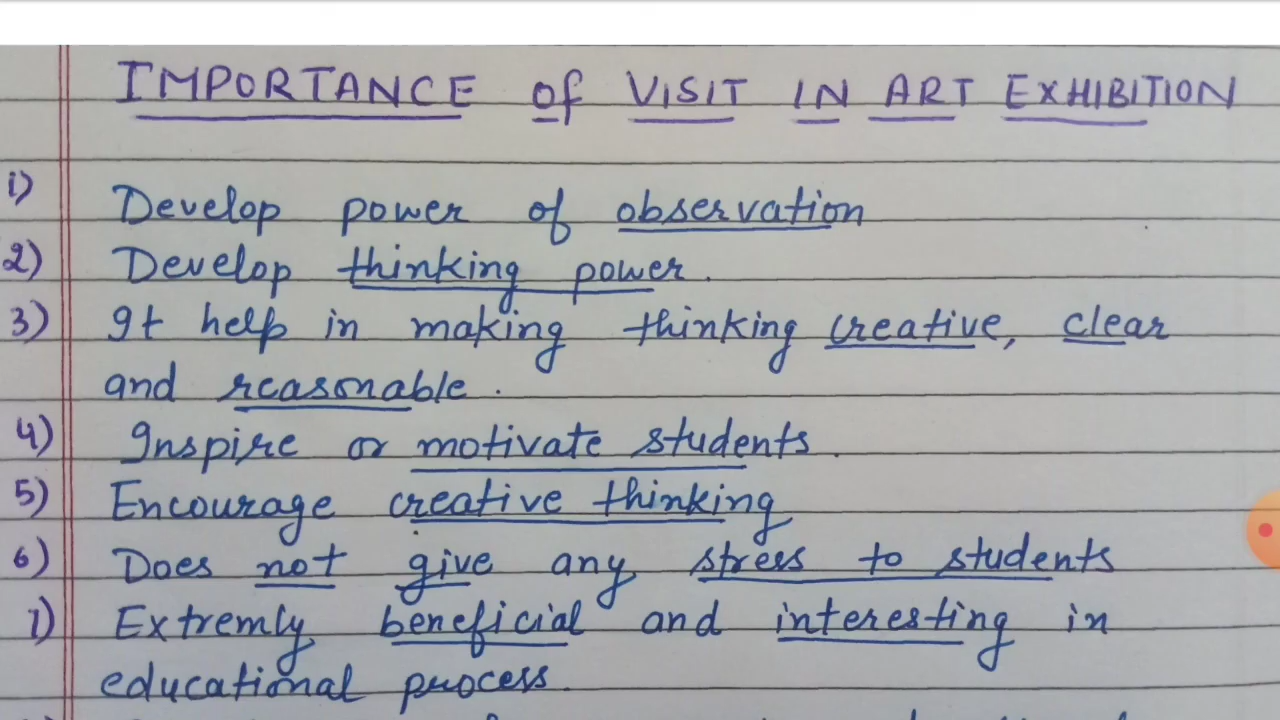 IMPORTANCE of VISIT IN ART EXHIBITION
1) Develop power of observation
2) Develop thinking power.
3) It help in making thinking creative, clear
and reasonable.
4) Inspire or motivate students.
5) Encourage creative thinking
6) Does not give any stress to students
7) Extremly beneficial and interesting in
educational process.